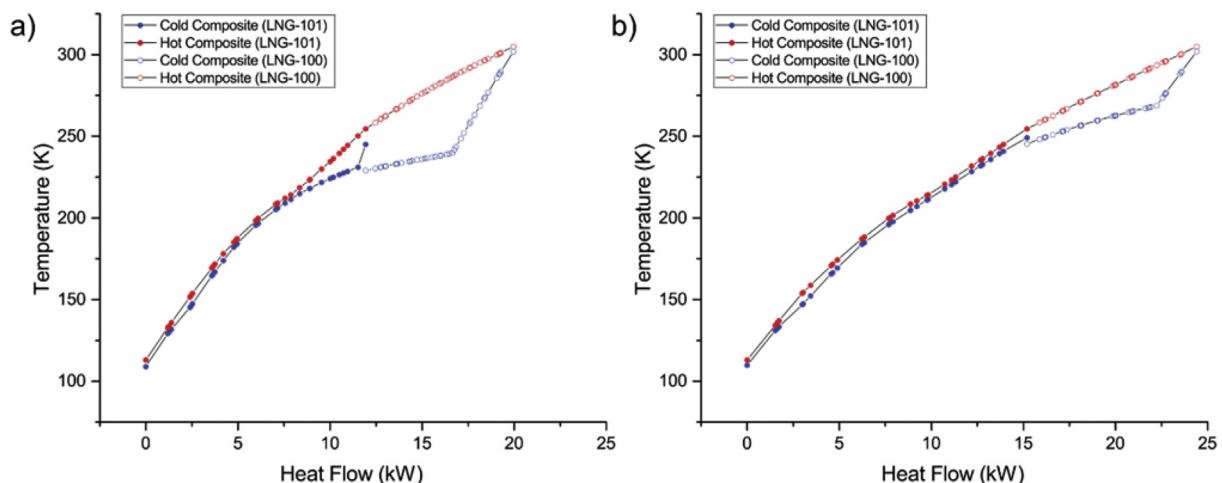 a)
Cold Composite (LNG-101)
Hot Composite (LNG-101)
Cold Composite (LNG-100)
Hot Composite (LNG-100)
300
250
200
150
100
Temperature (K)
0 5 10 15 20 25
Heat Flow (kW)
b)
Cold Composite (LNG-101)
Hot Composite (LNG-101)
Cold Composite (LNG-100)
Hot Composite (LNG-100)
300
250
200
150
100
Temperature (K)
0 5 10 15 20 25
Heat Flow (kW)